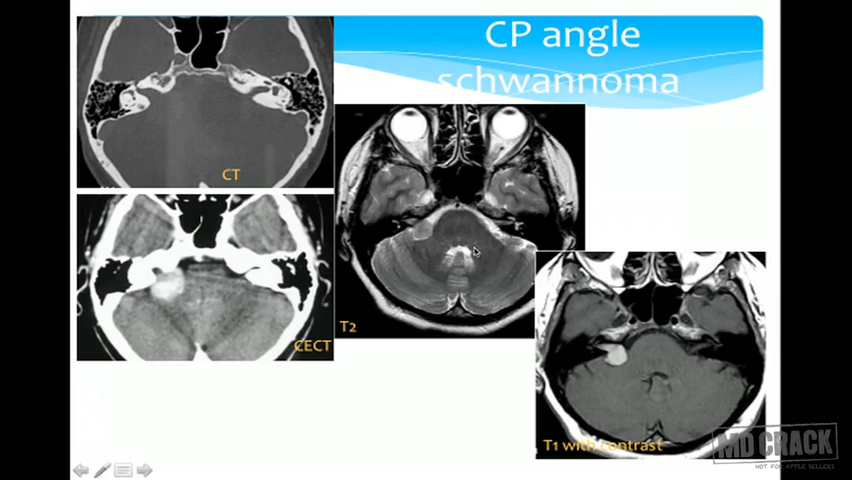 CP angle
schwannoma
CT
CECT
T2
T1 with contrast
MD CRACK
NOT FOR APPLE SELLERS